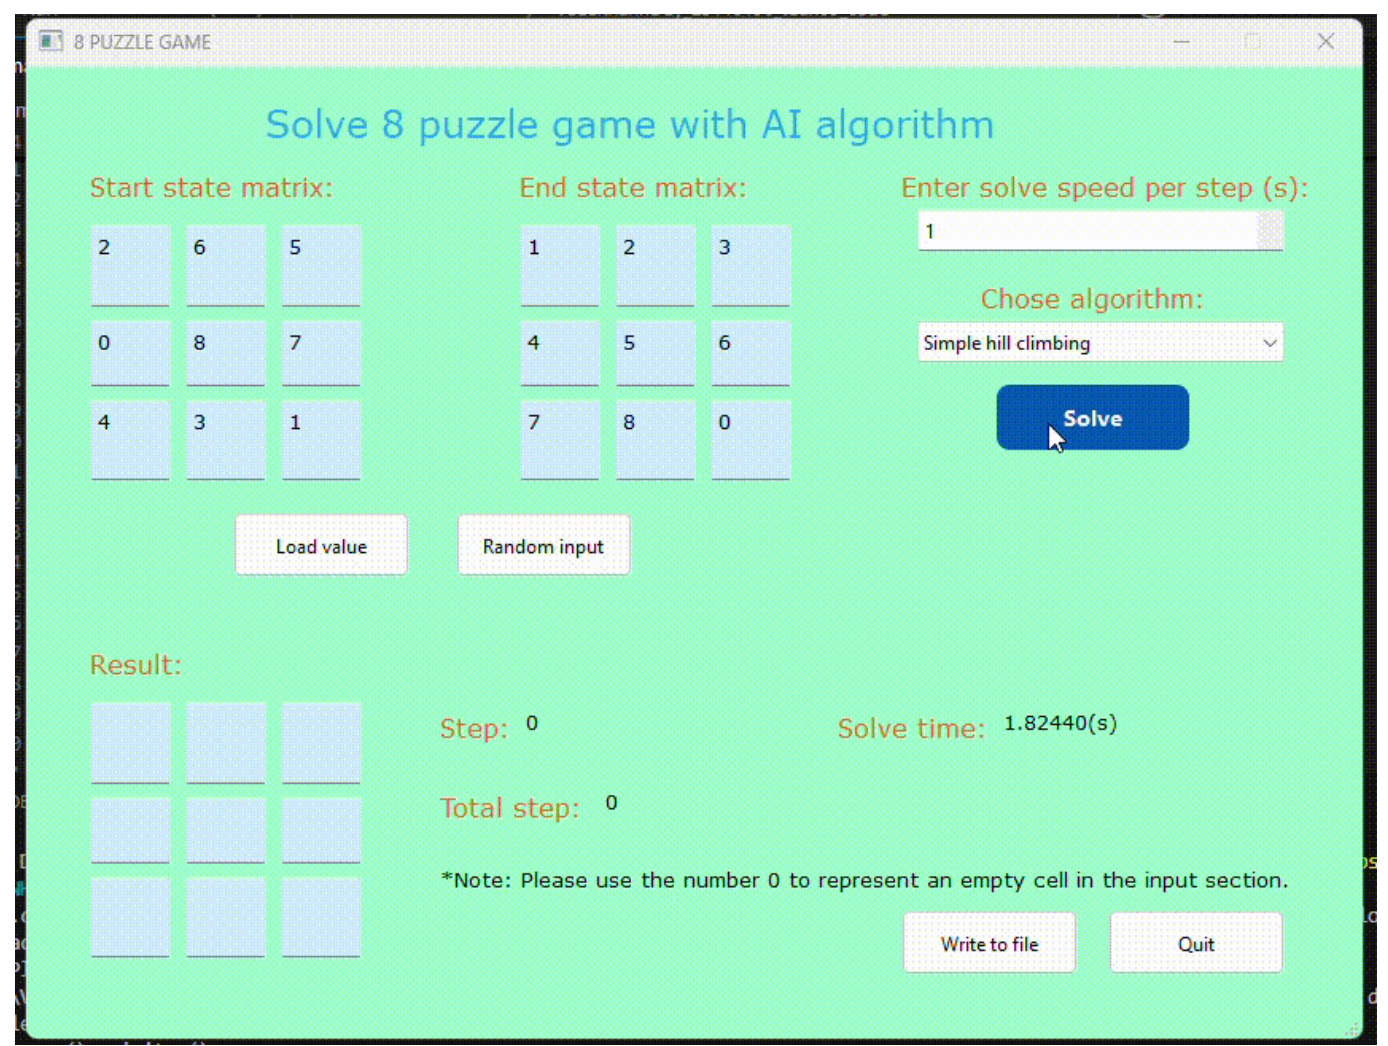 8 PUZZLE GAME
Solve 8 puzzle game with AI algorithm
Start state matrix:
End state matrix:
Enter solve speed per step (s):
2 6 5
1 2 3
1
0 8 7
4 5 6
Chose algorithm:
Simple hill climbing
4 3 1
7 8 0
Solve
Load value
Random input
Result:
Step: 0
Solve time: 1.82440(s)
Total step: 0
*Note: Please use the number 0 to represent an empty cell in the input section.
Write to file
Quit